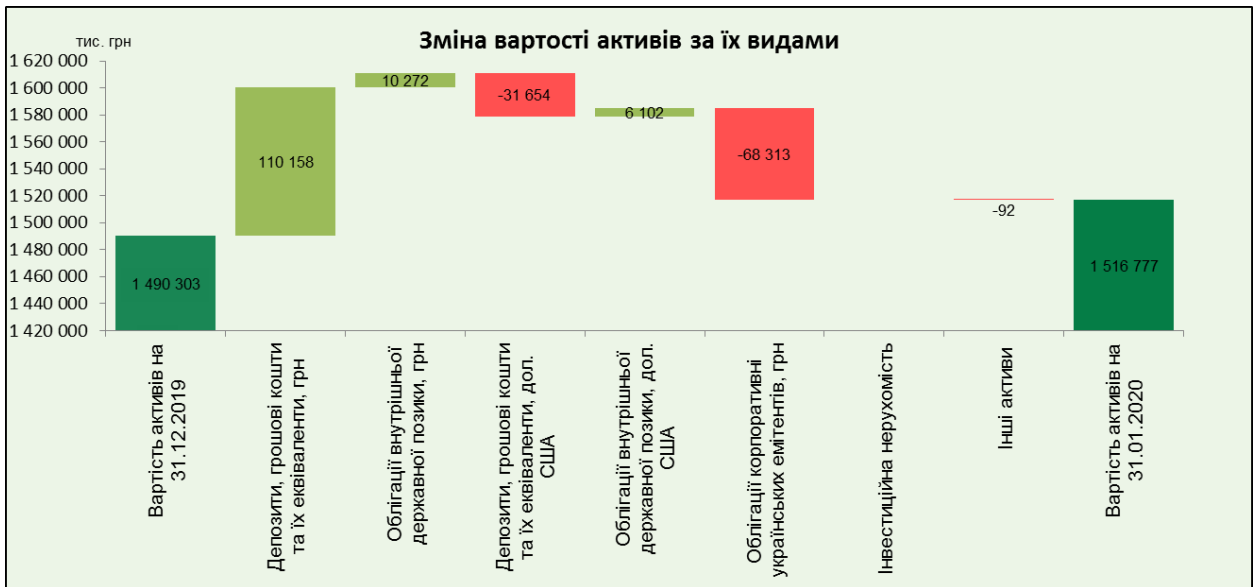 тис. грн
Зміна вартості активів за їх видами
1 620 000
1 600 000
1 580 000
1 560 000
1 540 000
1 520 000
1 500 000
1 480 000
1 460 000
1 440 000
1 420 000
1 490 303
110 158
10 272
-31 654
6 102
-68 313
-92
1 516 777
Вартість активів на
31.12.2019
Депозити, грошові кошти
та їх еквіваленти, грн
Облігації внутрішньої
державної позики, грн
Депозити, грошові кошти
та їх еквіваленти, дол.
США
Облігації внутрішньої
державної позики, дол.
США
Облігації корпоративні
українських емітентів, грн
Інвестиційна нерухомість
Інші активи
Вартість активів на
31.01.2020